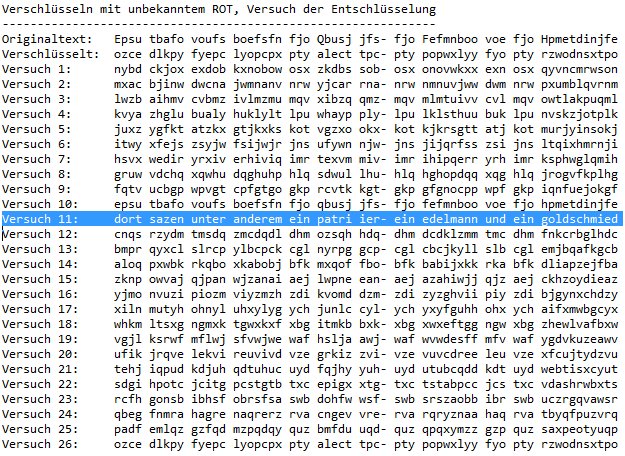 Verschlüsseln mit unbekanntem ROT, Versuch der Entschlüsselung
--------------------------------------------------------------
Originaltext: Epsu tbafo voufs boefsfn fjo Qbusj jfs- fjo Fefmnboo voe fjo Hpmetdinjfe
Verschlüsselt: ozce dlkpy fyepc lyopcpx pty alect tpc- pty popwxlyy fyo pty rzwodnsxtpo
Versuch 1: nybd ckjox exdob kxnobow osx zkdbs sob- osx onovwkxx exn osx qyvncmrwson
Versuch 2: mxac bjinw dwcna jwmnanv nrw yjcar rna- nrw nmnuvjww dwm nrw pxumblqvrnm
Versuch 3: lwzb aihmv cvbmz ivlmzmu mqv xibzq qmz- mqv mlmtuivv cvl mqv owtlakpuqml
Versuch 4: kvya zhglu bualy huklylt lpu whayp ply- lpu lklsthuu buk lpu nvskzjotplk
Versuch 5: juxz ygfkt atzkx gtjkxks kot vgzxo okx- kot kjkrsgtt atj kot murjyinsokj
Versuch 6: itwy xfejs zsyjw fsijwjr jns ufywn njw- jns jijqrfss zsi jns ltqixhmrnji
Versuch 7: hsvx wedir yrxiv erhiviq imr texvm miv- imr ihipqerr yrh imr ksphwglqmih
Versuch 8: gruw vdchq xqwhu dqghuhp hlq sdwul lhu- hlq hghopdqq xqg hlq jrogvfkplhg
Versuch 9: fqtv ucbgp wpvgt cpfgtgo gkp rcvtk kgt- gkp gfgnocpp wpf gkp iqnfuejokgf
Versuch 10: epsu tbafo voufs boefsfn fjo qbusj jfs- fjo fefmnboo voe fjo hpmetdinjfe
Versuch 11: dort sazen unter anderem ein patri ier- ein edelmann und ein goldschmied
Versuch 12: cnqs rzydm tmsdq zmcdqdl dhm ozsqh hdq- dhm dcdklzmm tmc dhm fnkcrbglhdc
Versuch 13: bmpr qyxcl slrcp ylbcpck cgl nyrpg gcp- cgl cbcjkyll slb cgl emjbqafkgcb
Versuch 14: aloq pxwbk rkqbo xkabobj bfk mxqof fbo- bfk babijxkk rka bfk dliapzejfba
Versuch 15: zknp owvaj qjpan wjzanai aej lwpne ean- aej azahiwjj qjz aej ckhzoydieaz
Versuch 16: yjmo nvuzi piozm viyzmzh zdi kvomd dzm- zdi zyzghvii piy zdi bjgynxchdzy
Versuch 17: xiln mutyh ohnyl uhxylyg ych junlc cyl- ych yxyfguhh ohx ych aifxmwbgcyx
Versuch 18: whkm ltsxg ngmxk tgwxkxf xbg itmkb bxk- xbg xwxeftgg ngw xbg zhewlvafbxw
Versuch 19: vgjl ksrwf mflwj sfvwjwe waf hslja awj- waf wvwdesff mfv waf ygdvkuzeawv
Versuch 20: ufik jrqve lekvi reuvivd vze grkiz zvi- vze vuvcdree leu vze xfcujtydzvu
Versuch 21: tehj iqpud kdjuh qdtuhuc uyd fqjhy yuh- uyd utubcqdd kdt uyd webtisxcyut
Versuch 22: sdgi hpotc jcitg pcstgtb txc epigx xtg- txc tstabpcc jcs txc vdashrwbxts
Versuch 23: rcfh gonsb ibhsf obrsfsa swb dohfw wsf- swb srszaobb ibr swb uczrgqvawsr
Versuch 24: qbeg fnmra hagre naqrerz rva cngev vre- rva rqryznaa haq rva tbyqfpuzvrq
Versuch 25: padf emlqz gzfqd mzpqdqy quz bmfdu uqd- quz qpqxymzz gzp quz saxpeotyuqp
Versuch 26: ozce dlkpy fyepc lyopcpx pty alect tpc- pty popwxlyy fyo pty rzwodnsxtpo